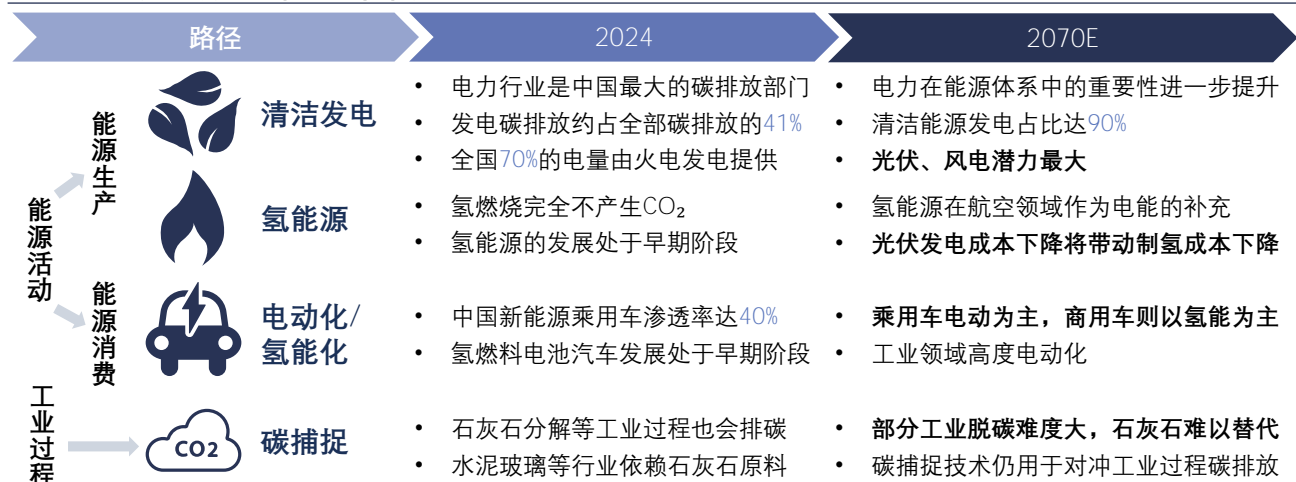 路径
2024
2070E
能源活动
能源生产
能源消费
工业过程
清洁发电
• 电力行业是中国最大的碳排放部门
• 发电碳排放约占全部碳排放的41%
• 全国70%的电量由火电发电提供
• 电力在能源体系中的重要性进一步提升
• 清洁能源发电占比达90%
• 光伏、风电潜力最大
氢能源
• 氢燃烧完全不产生CO₂
• 氢能源的发展处于早期阶段
• 氢能源在航空领域作为电能的补充
• 光伏发电成本下降将带动制氢成本下降
电动化/
氢能化
• 中国新能源乘用车渗透率达40%
• 氢燃料电池汽车发展处于早期阶段
• 乘用车电动为主，商用车则以氢能为主
• 工业领域高度电动化
CO2
碳捕捉
• 石灰石分解等工业过程也会排碳
• 水泥玻璃等行业依赖石灰石原料
• 部分工业脱碳难度大，石灰石难以替代
• 碳捕捉技术仍用于对冲工业过程碳排放